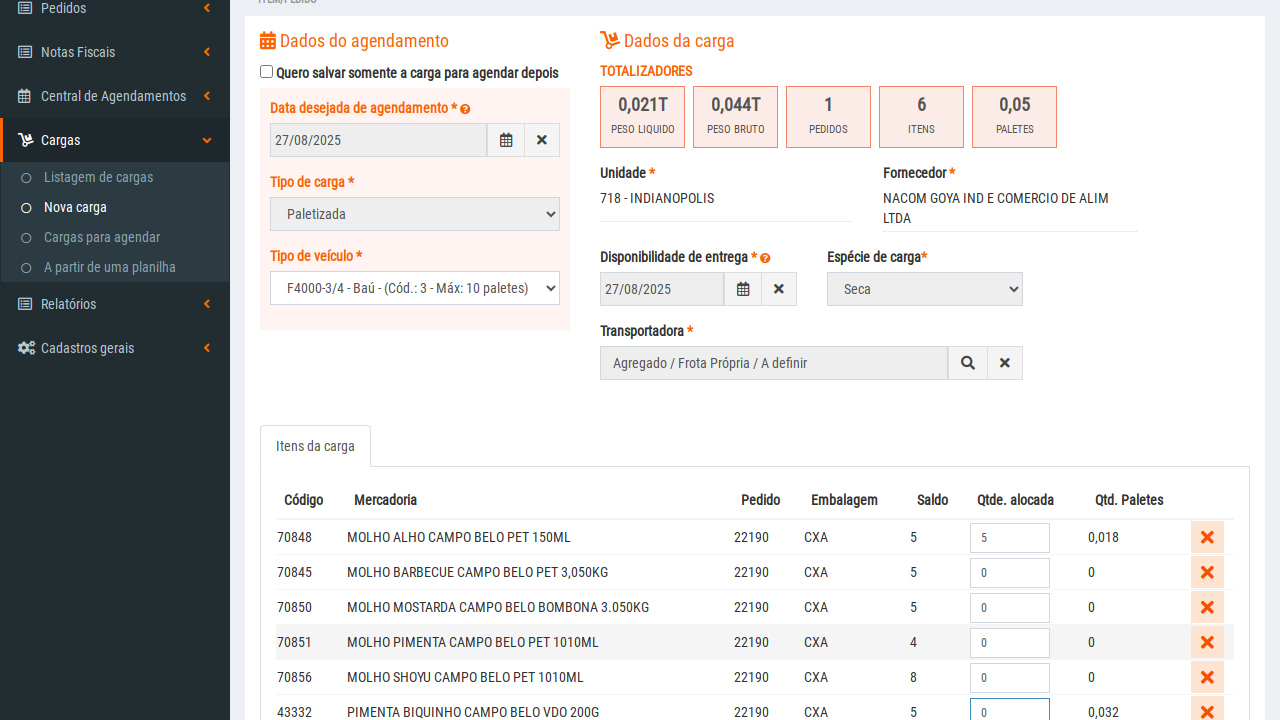 Pedidos
Notas Fiscais
Central de Agendamentos
Cargas
Listagem de cargas
Nova carga
Cargas para agendar
A partir de uma planilha
Relatórios
Cadastros gerais
ITEM/PEDIDO
Dados do agendamento
Quero salvar somente a carga para agendar depois
Data desejada de agendamento *
27/08/2025
Tipo de carga *
Paletizada
Tipo de veículo *
F4000-3/4 - Baú - (Cód.: 3 - Máx: 10 paletes)
Dados da carga
TOTALIZADORES
0,021T 0,044T 1 6 0,05
PESO LIQUIDO PESO BRUTO PEDIDOS ITENS PALETES
Unidade * Fornecedor *
718 - INDIANOPOLIS NACOM GOYA IND E COMERCIO DE ALIM
LTDA
Disponibilidade de entrega * Espécie de carga*
27/08/2025 Seca
Transportadora *
Agregado / Frota Própria / A definir
Itens da carga
Código Mercadoria Pedido Embalagem Saldo Qtde. alocada Qtd. Paletes
70848 MOLHO ALHO CAMPO BELO PET 150ML 22190 CXA 5 5 0,018
70845 MOLHO BARBECUE CAMPO BELO PET 3,050KG 22190 CXA 5 0 0
70850 MOLHO MOSTARDA CAMPO BELO BOMBONA 3.050KG 22190 CXA 5 0 0
70851 MOLHO PIMENTA CAMPO BELO PET 1010ML 22190 CXA 4 0 0
70856 MOLHO SHOYU CAMPO BELO PET 1010ML 22190 CXA 8 0 0
43332 PIMENTA BIQUINHO CAMPO BELO VDO 200G 22190 CXA 5 0 0,032